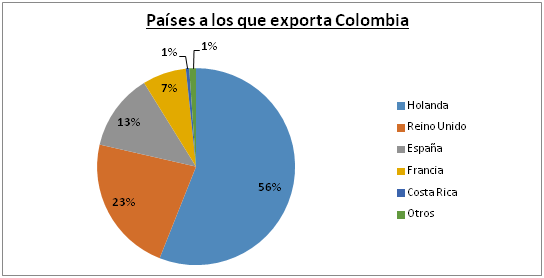 Países a los que exporta Colombia
1%
1%
7%
13%
56%
23%
Holanda
Reino Unido
España
Francia
Costa Rica
Otros